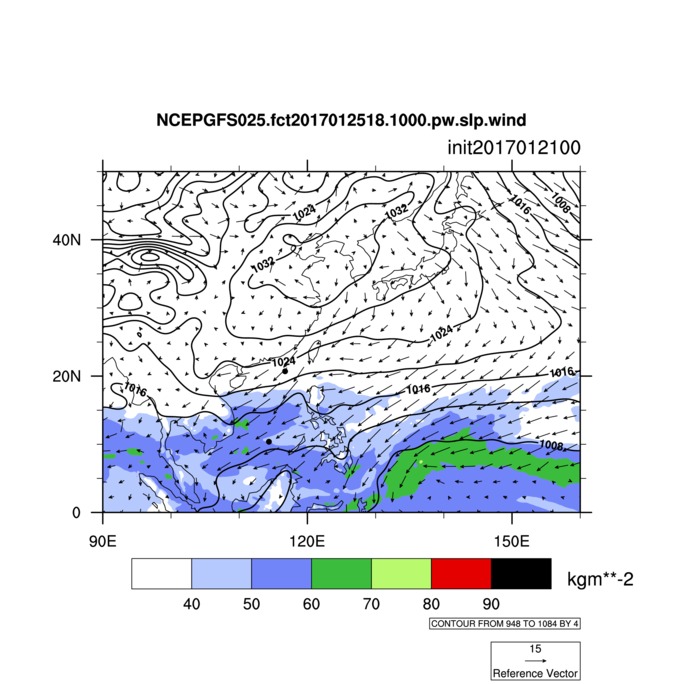 NCEPGFS025.fct2017012518.1000.pw.slp.wind
init2017012100
1024
1032
1016
1008
40N
1032
1024
1024
20N
1016
1016
1016
1008
0
90E 120E 150E
kgm**-2
40 50 60 70 80 90
CONTOUR FROM 948 TO 1084 BY 4
15
Reference Vector